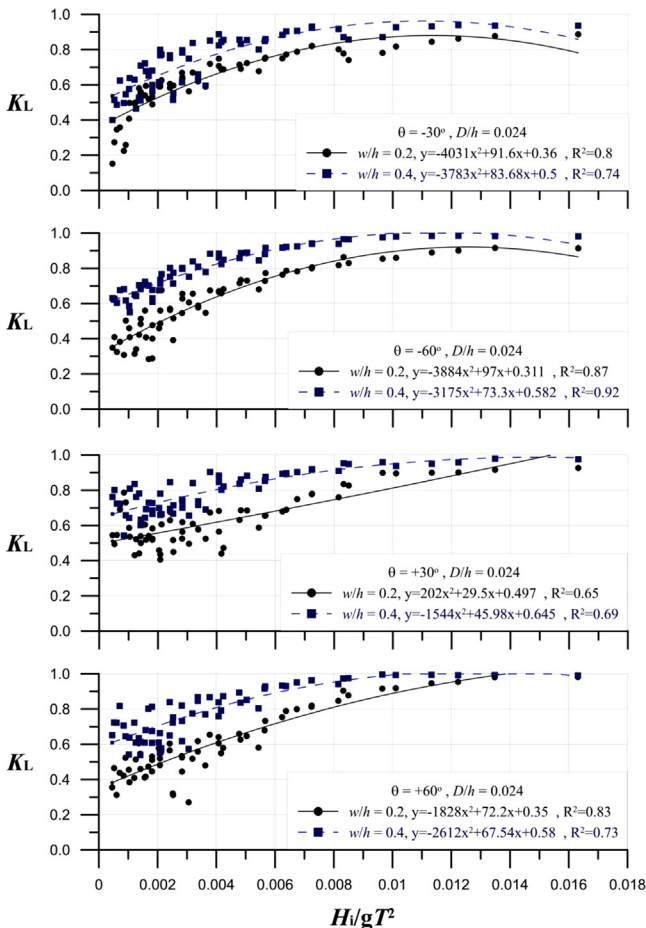 1.0
0.8
0.6
KL
0.4
θ = -30° , D/h = 0.024
w/h = 0.2, y=-4031x²+91.6x+0.36 , R²=0.8
0.2
w/h = 0.4, y=-3783x²+83.68x+0.5 , R²=0.74
0.0
1.0
0.8
0.6
KL
0.4
θ = -60° , D/h = 0.024
w/h = 0.2, y=-3884x²+97x+0.311 , R²=0.87
0.2
w/h = 0.4, y=-3175x²+73.3x+0.582 , R²=0.92
0.0
1.0
0.8
0.6
KL
0.4
θ = +30° , D/h = 0.024
w/h = 0.2, y=202x²+29.5x+0.497 , R²=0.65
0.2
w/h = 0.4, y=-1544x²+45.98x+0.645 , R²=0.69
0.0
1.0
0.8
0.6
KL
0.4
θ = +60° , D/h = 0.024
w/h = 0.2, y=-1828x²+72.2x+0.35 , R²=0.83
0.2
w/h = 0.4, y=-2612x²+67.54x+0.58 , R²=0.73
0.0
0 0.002 0.004 0.006 0.008 0.01 0.012 0.014 0.016 0.018
Hi/gT²